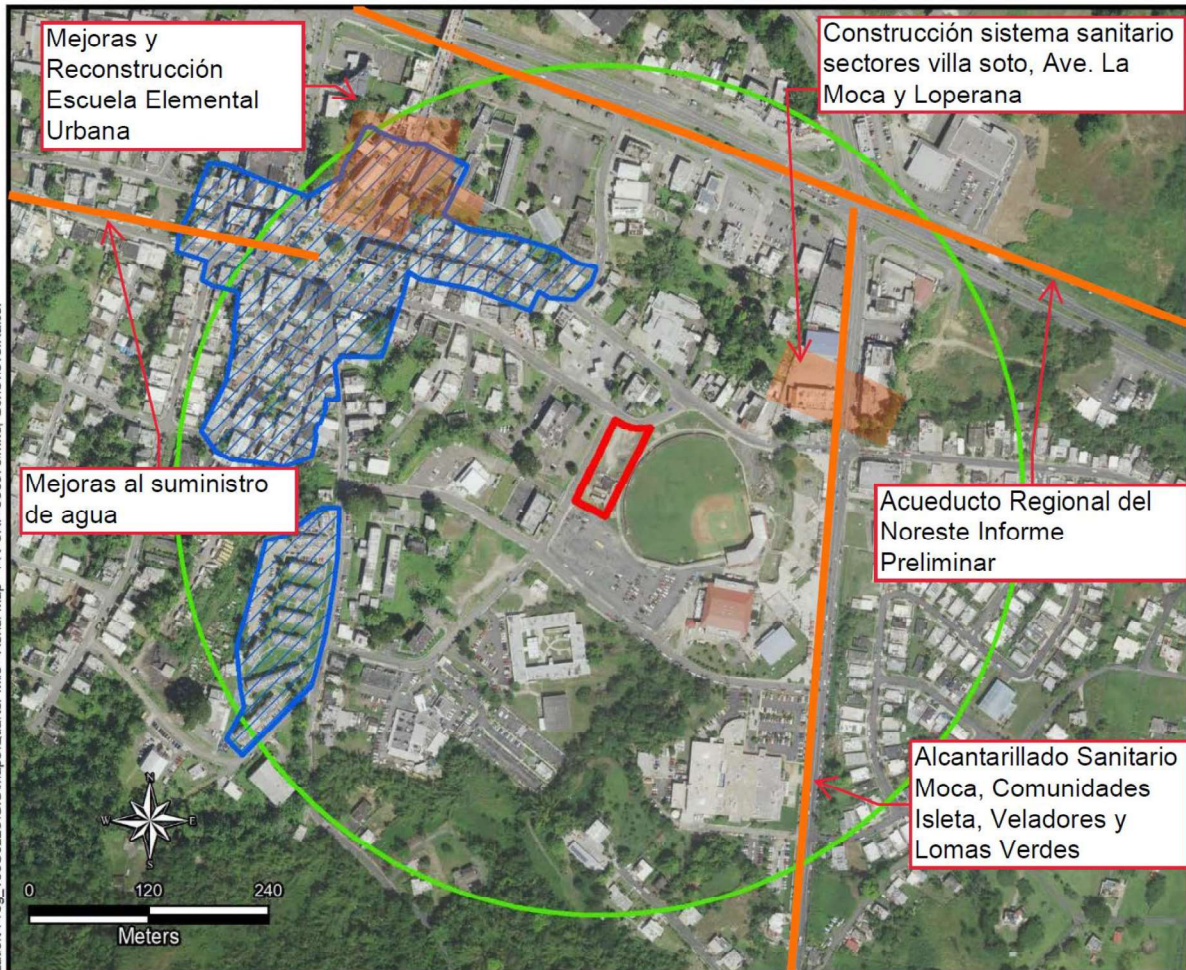 Mejoras y
Reconstrucción
Escuela Elemental
Urbana
Construcción sistema sanitario
sectores villa soto, Ave. La
Moca y Loperana
Mejoras al suministro
de agua
Acueducto Regional del
Noreste Informe
Preliminar
Alcantarillado Sanitario
Moca, Comunidades
Isleta, Veladores y
Lomas Verdes
N
W E
S
0 120 240
Meters